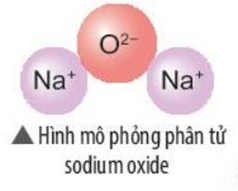 O²⁻
Na⁺ Na⁺
▲ Hình mô phỏng phân tử
sodium oxide